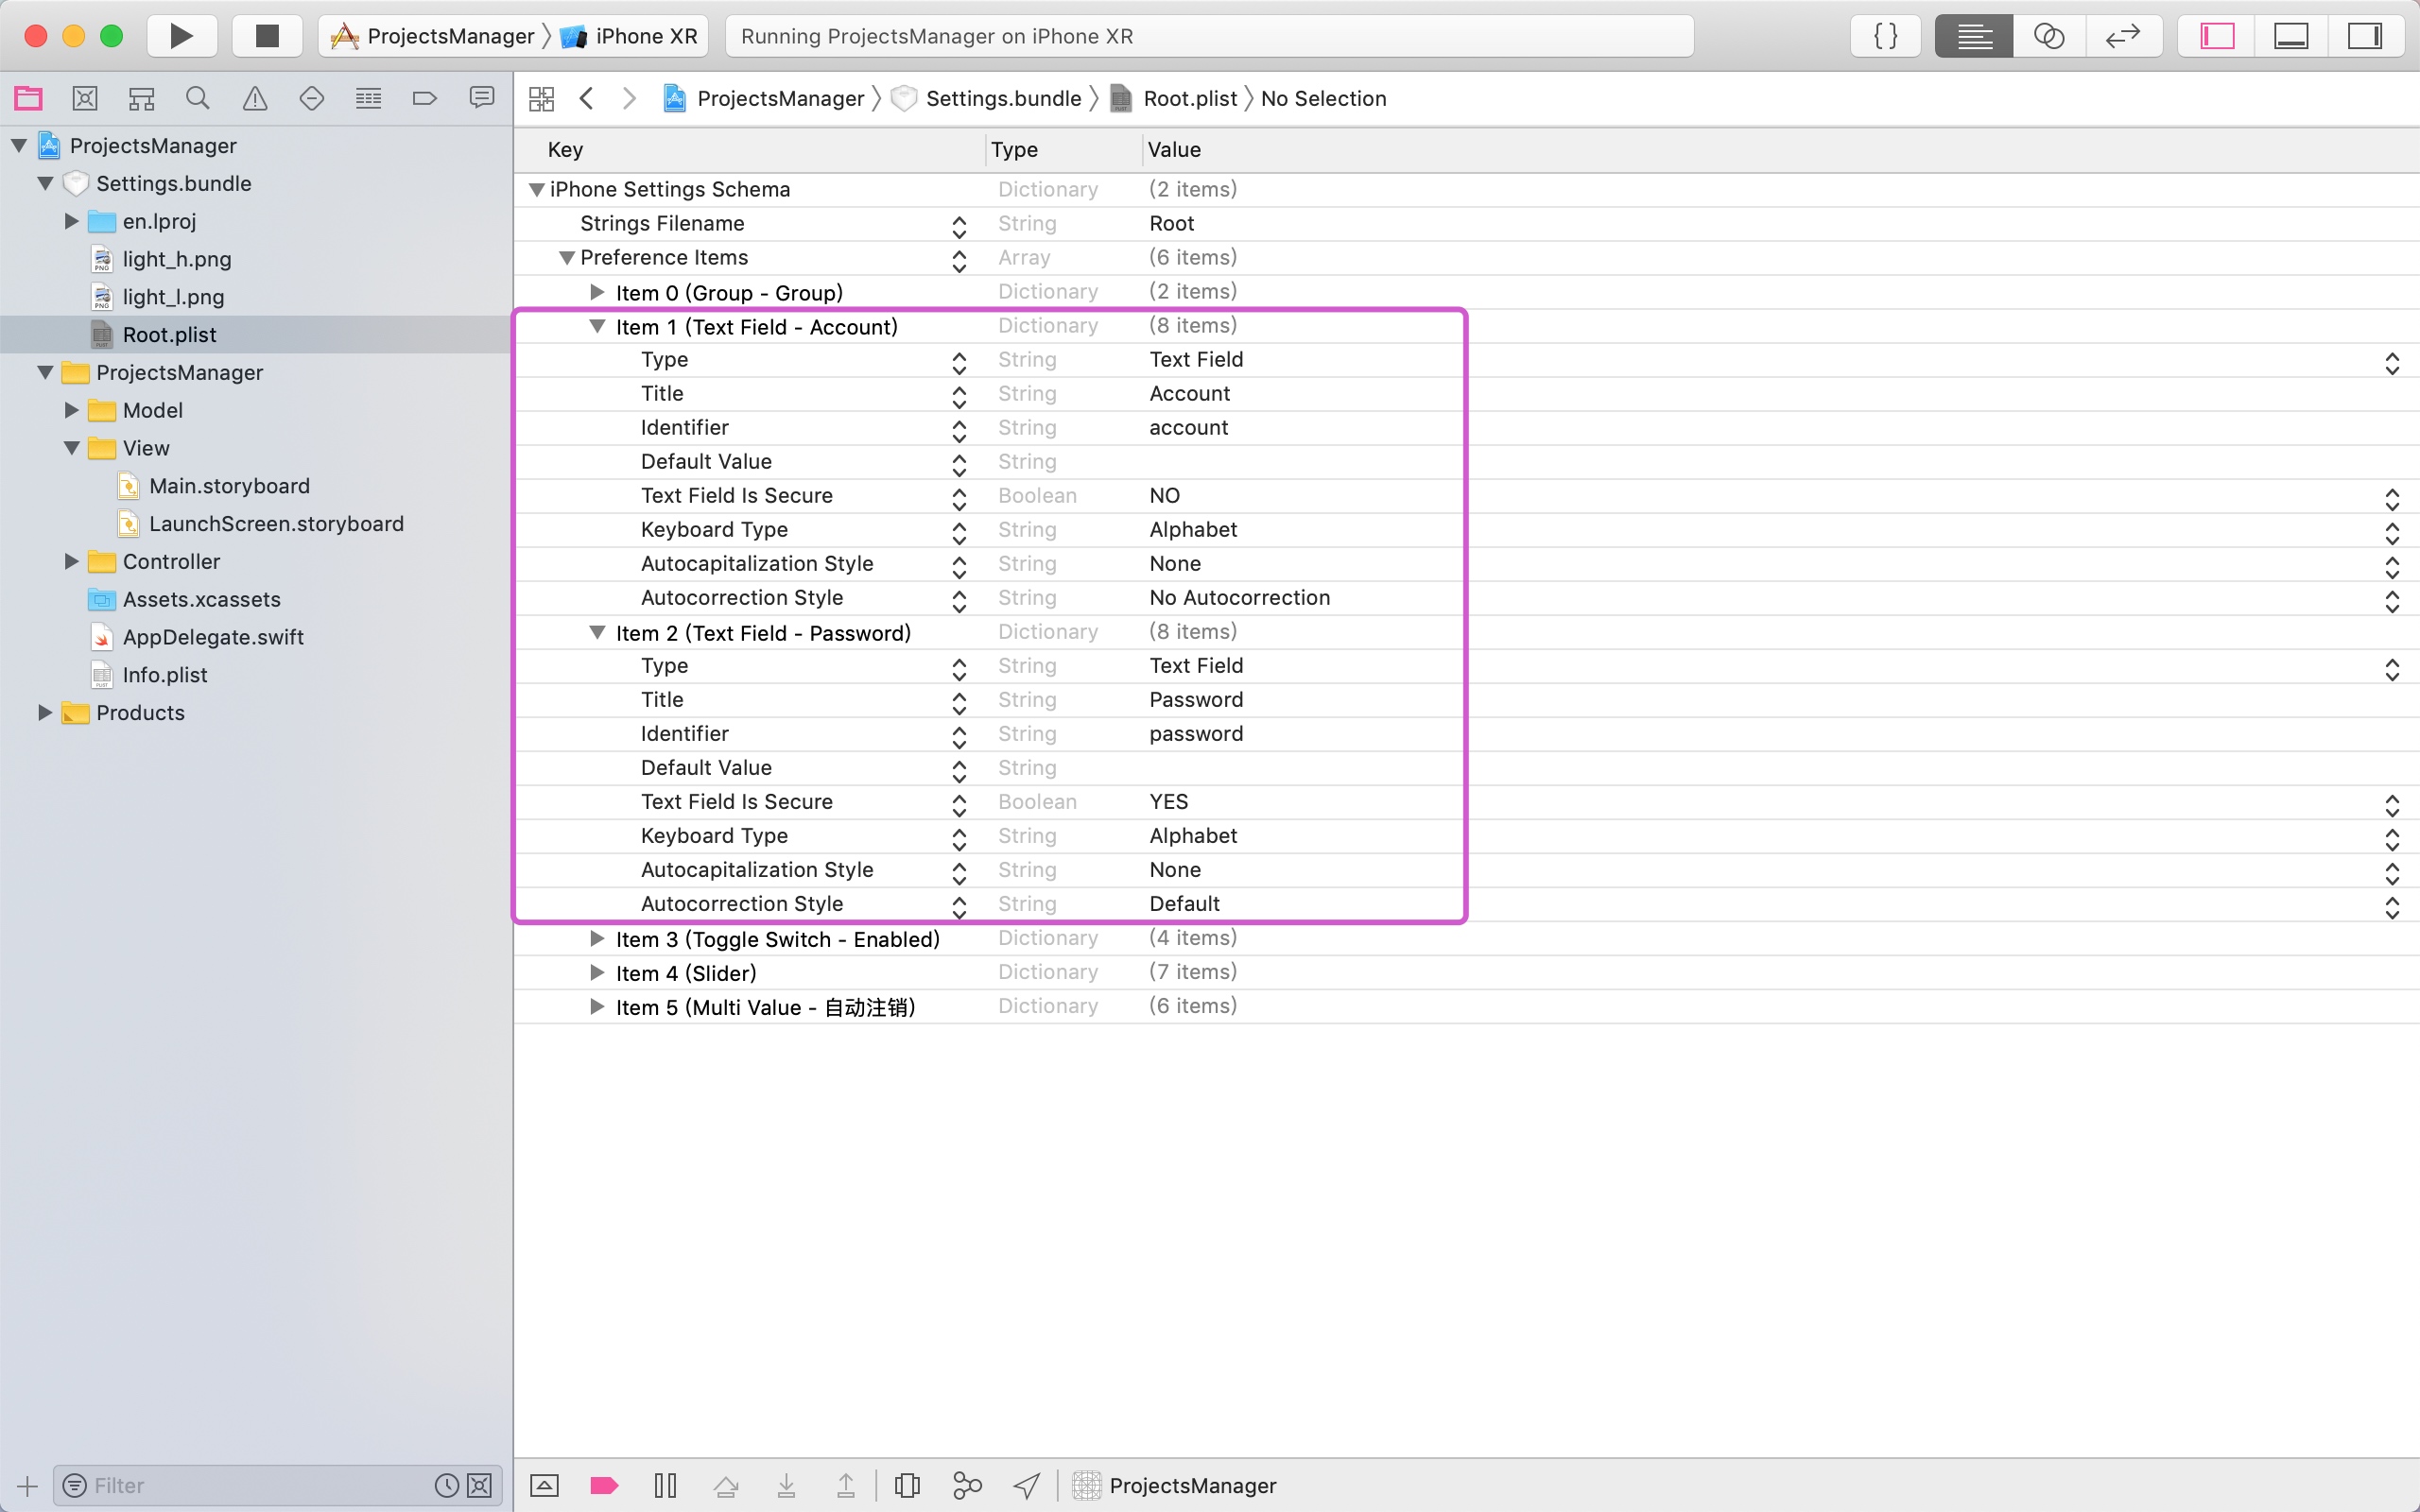 ProjectsManager 〉 iPhone XR
Running ProjectsManager on iPhone XR
{ }
ProjectsManager 〉 Settings.bundle 〉 Root.plist 〉 No Selection
ProjectsManager
Settings.bundle
en.lproj
light_h.png
light_l.png
Root.plist
ProjectsManager
Model
View
Main.storyboard
LaunchScreen.storyboard
Controller
Assets.xcassets
AppDelegate.swift
Info.plist
Products
Filter
Key Type Value
iPhone Settings Schema Dictionary (2 items)
Strings Filename String Root
Preference Items Array (6 items)
Item 0 (Group - Group) Dictionary (2 items)
Item 1 (Text Field - Account) Dictionary (8 items)
Type String Text Field
Title String Account
Identifier String account
Default Value String
Text Field Is Secure Boolean NO
Keyboard Type String Alphabet
Autocapitalization Style String None
Autocorrection Style String No Autocorrection
Item 2 (Text Field - Password) Dictionary (8 items)
Type String Text Field
Title String Password
Identifier String password
Default Value String
Text Field Is Secure Boolean YES
Keyboard Type String Alphabet
Autocapitalization Style String None
Autocorrection Style String Default
Item 3 (Toggle Switch - Enabled) Dictionary (4 items)
Item 4 (Slider) Dictionary (7 items)
Item 5 (Multi Value - 自动注销) Dictionary (6 items)
ProjectsManager